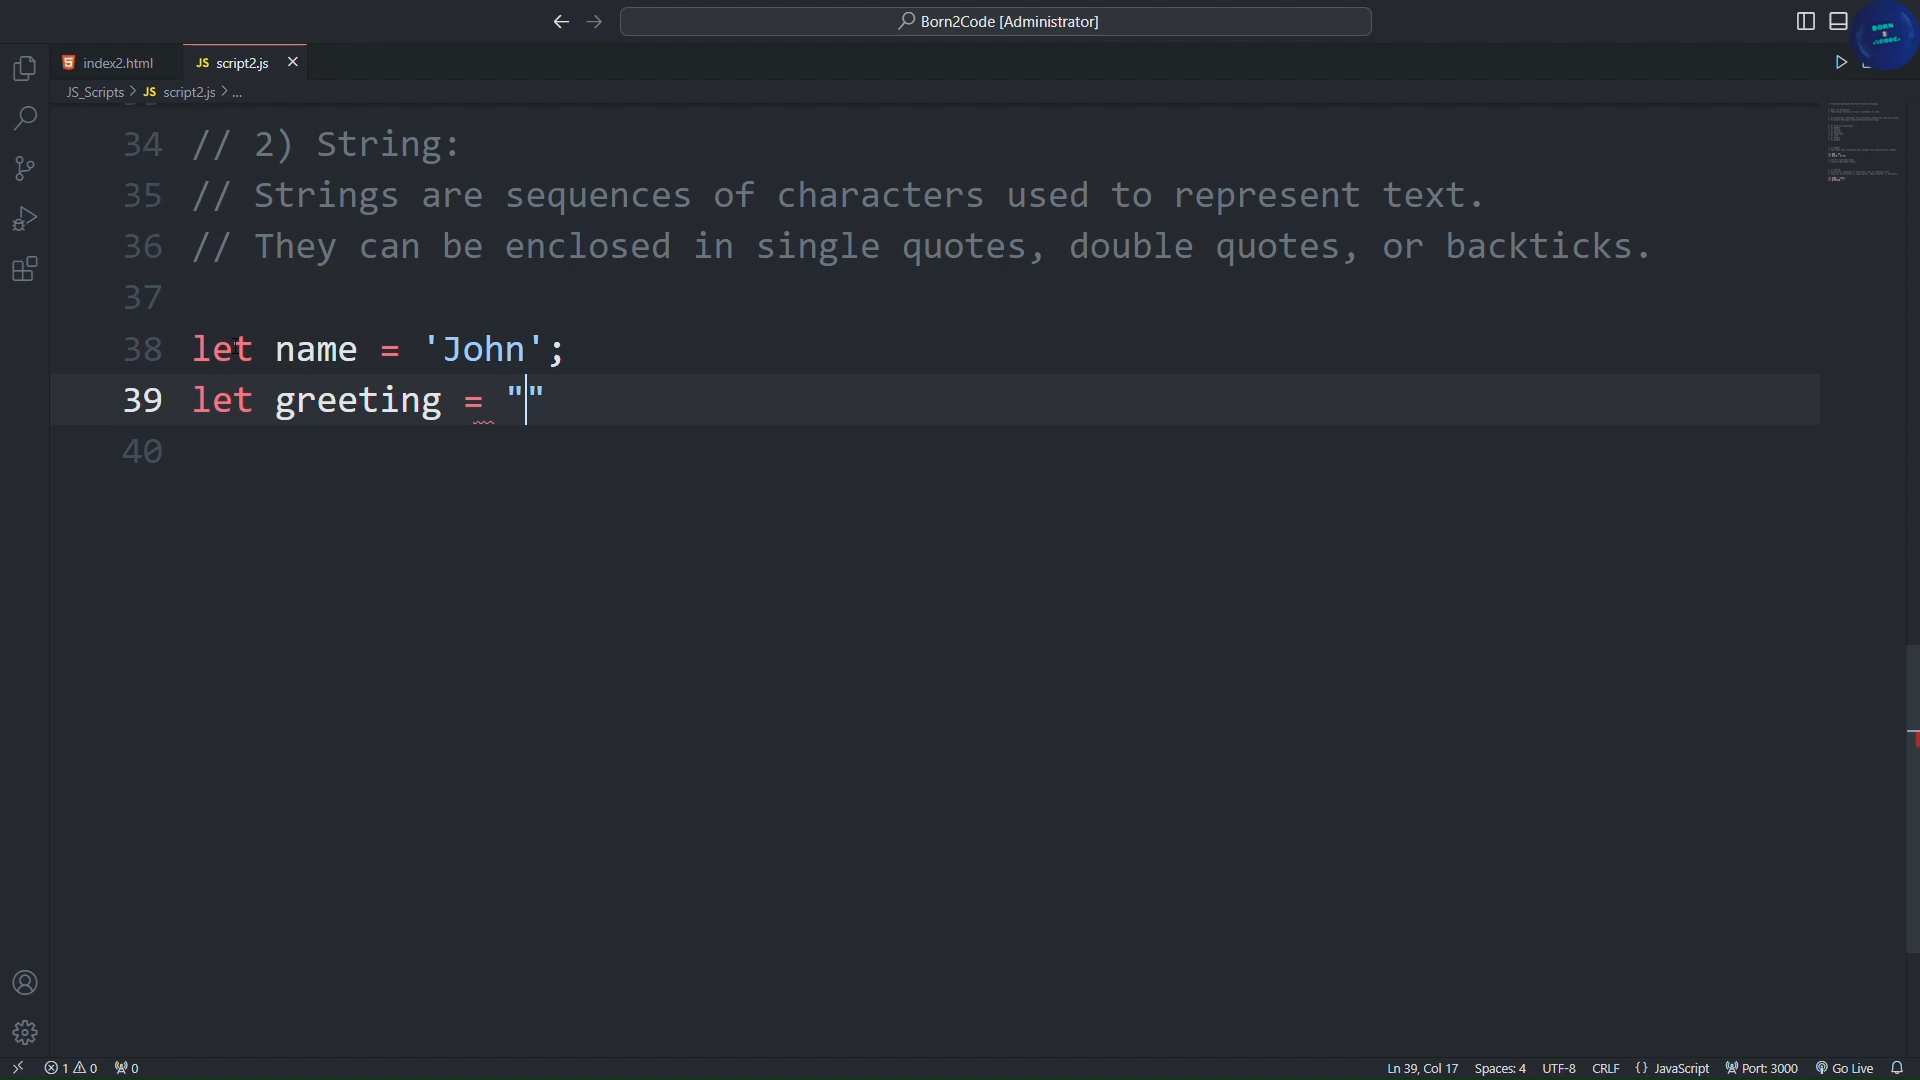 Born2Code [Administrator]
BORN
2
<CODE>
index2.html
JS script2.js
JS_Scripts > JS script2.js > ...
34 // 2) String:
35 // Strings are sequences of characters used to represent text.
36 // They can be enclosed in single quotes, double quotes, or backticks.
37
38 let name = 'John';
39 let greeting = ""
40
1 0 0 Ln 39, Col 17 Spaces: 4 UTF-8 CRLF {} JavaScript Port: 3000 Go Live